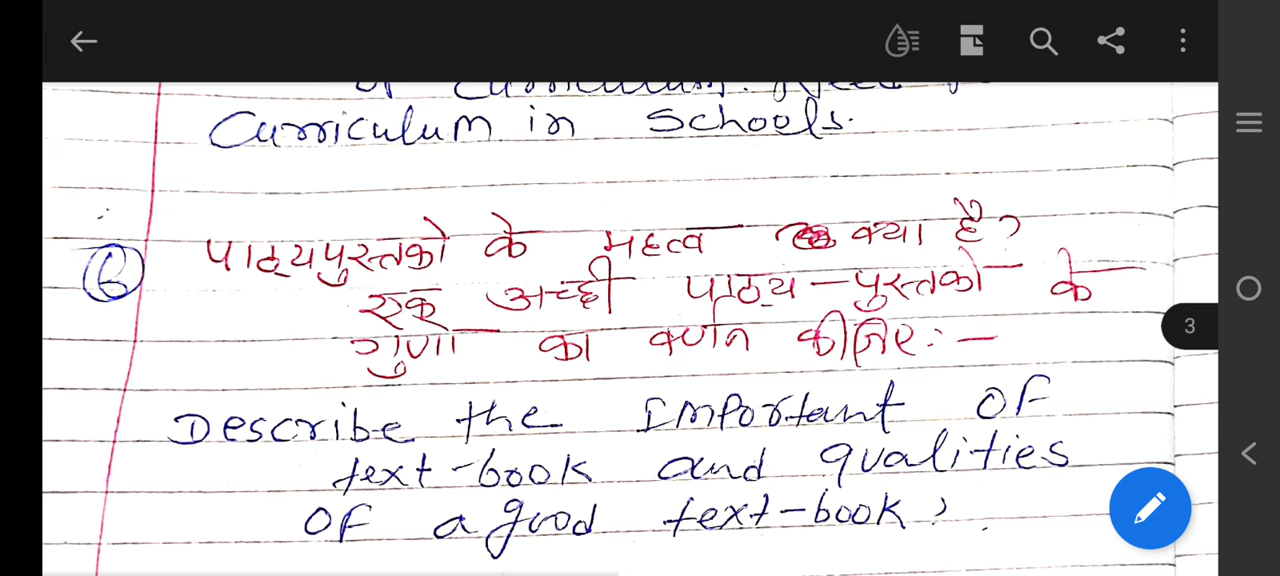 Curriculum in Schools.
6
पाठ्यपुस्तको के महत्व क्या है?
एक अच्छी पाठ्य-पुस्तको के
गुणो का वर्णन कीजिए:-
Describe the Important of
text-book and qualities
of a good text-book?
3